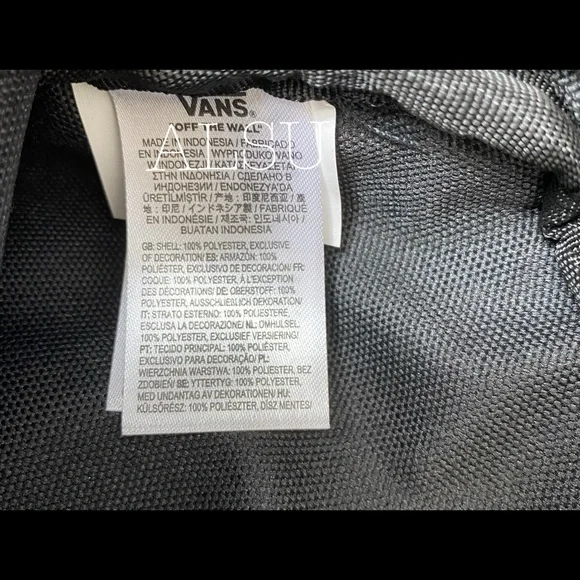 VANS®
"OFF THE WALL"
MADE IN INDONESIA / FABRICADO
EN INDONESIA / WYPRODUKOWANO
W INDONEZJI /
ΣΤΗΝ ΙΝΔΟΝΗΣΙΑ / СДЕЛАНО В
ИНДОНЕЗИИ / ENDONEZYA'DA
ÜRETİLMİŞTİR / 产地 : 印度尼西亚 / 産
地 : 印尼 / インドネシア製 / FABRIQUÉ
EN INDONÉSIE / 제조국: 인도네시아 /
BUATAN INDONESIA
GB: SHELL: 100% POLYESTER, EXCLUSIVE
OF DECORATION/ ES: ARMAZÓN: 100%
POLIÉSTER, EXCLUSIVO DE DECORACIÓN/ FR:
COQUE: 100% POLYESTER, À L'EXCEPTION
DES DÉCORATIONS/ DE: OBERSTOFF: 100%
POLYESTER, AUSSCHLIEßLICH DEKORATION/
IT: STRATO ESTERNO: 100% POLIESTERE,
ESCLUSA LA DECORAZIONE/ NL: OMHULSEL:
100% POLYESTER, EXCLUSIEF VERSIERING/
PT: TECIDO PRINCIPAL: 100% POLIÉSTER,
EXCLUSIVO PARA DECORAÇÃO/ PL:
WIERZCHNIA WARSTWA: 100% POLIESTER, BEZ
ZDOBIEŃ/ SE: YTTERTYG: 100% POLYESTER,
MED UNDANTAG AV DEKORATIONEN/ HU:
KÜLSŐRÉSZ: 100% POLIÉSZTER, DÍSZ MENTES/